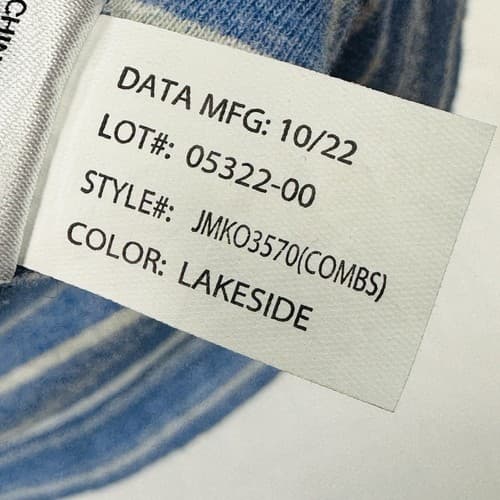 DATA MFG: 10/22
LOT#: 05322-00
STYLE#: JMKO3570(COMBS)
COLOR: LAKESIDE